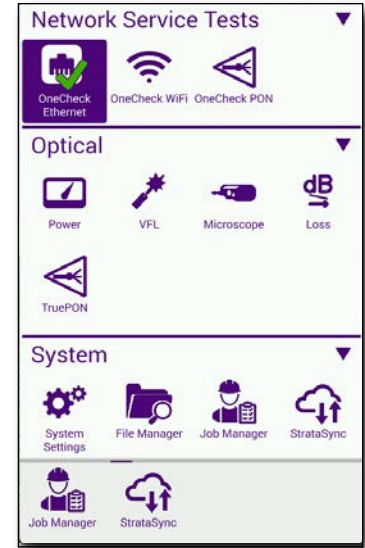 Network Service Tests
OneCheck Ethernet
OneCheck WiFi
OneCheck PON
Optical
dB
Power
VFL
Microscope
Loss
TruePON
System
System Settings
File Manager
Job Manager
StrataSync
Job Manager
StrataSync